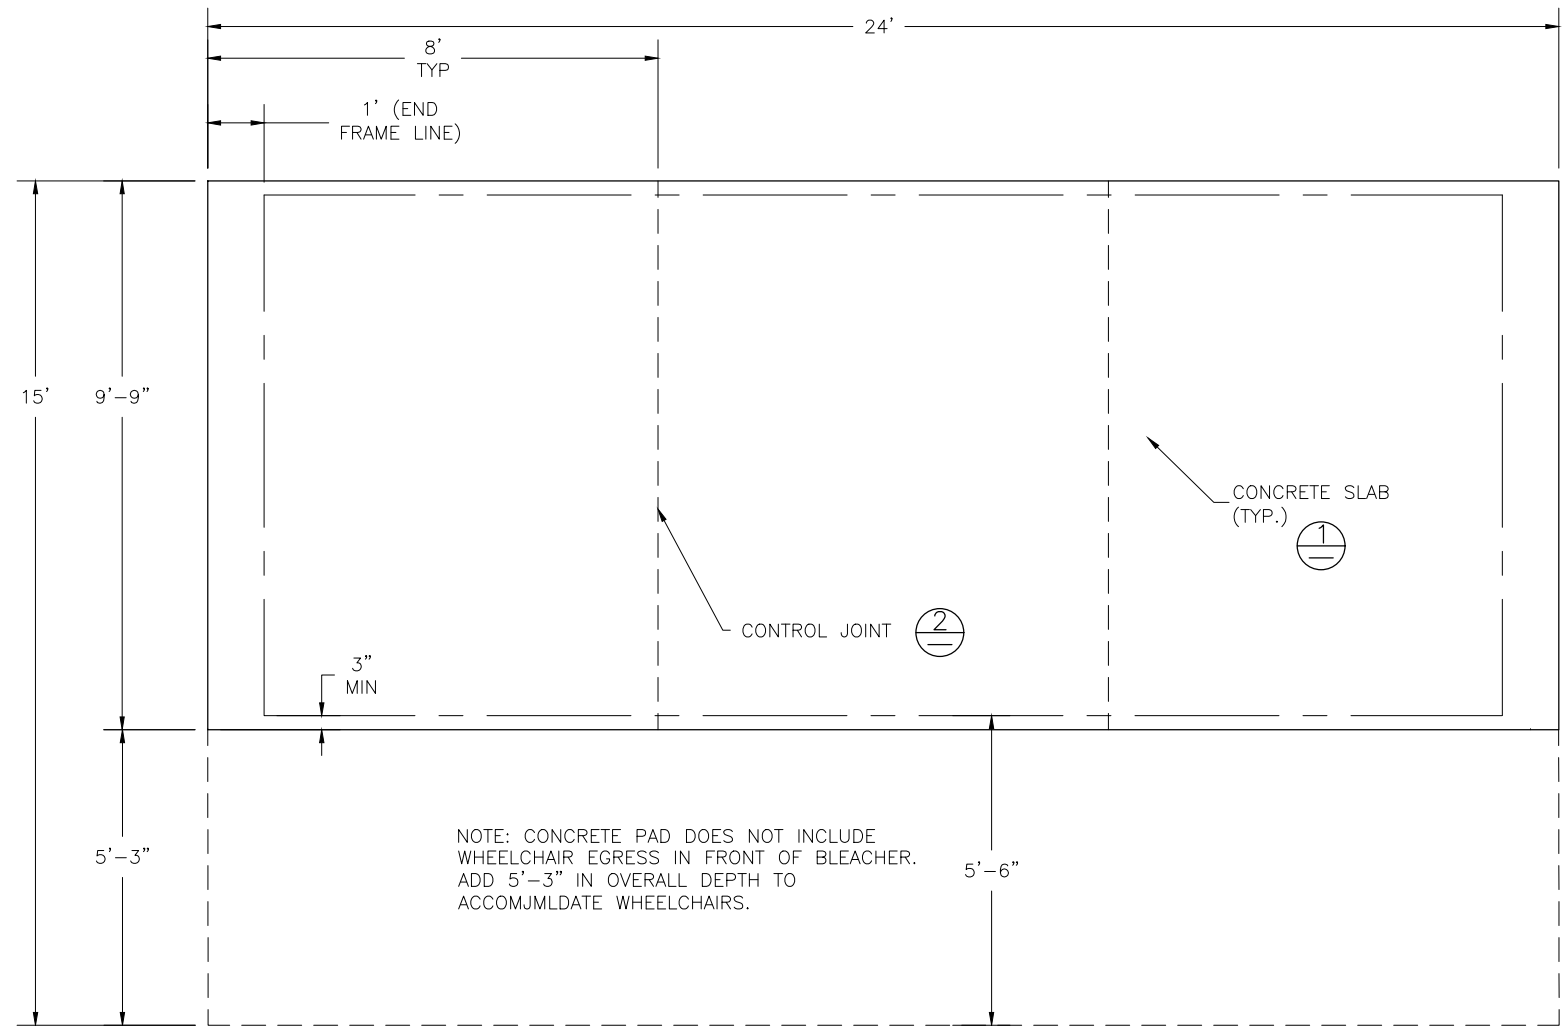 24'
8'
TYP
1' (END
FRAME LINE)
15'
9'-9"
CONCRETE SLAB
(TYP.)
1
CONTROL JOINT
2
3"
MIN
5'-3"
NOTE: CONCRETE PAD DOES NOT INCLUDE
WHEELCHAIR EGRESS IN FRONT OF BLEACHER.
ADD 5'-3" IN OVERALL DEPTH TO
ACCOMJMLDATE WHEELCHAIRS.
5'-6"